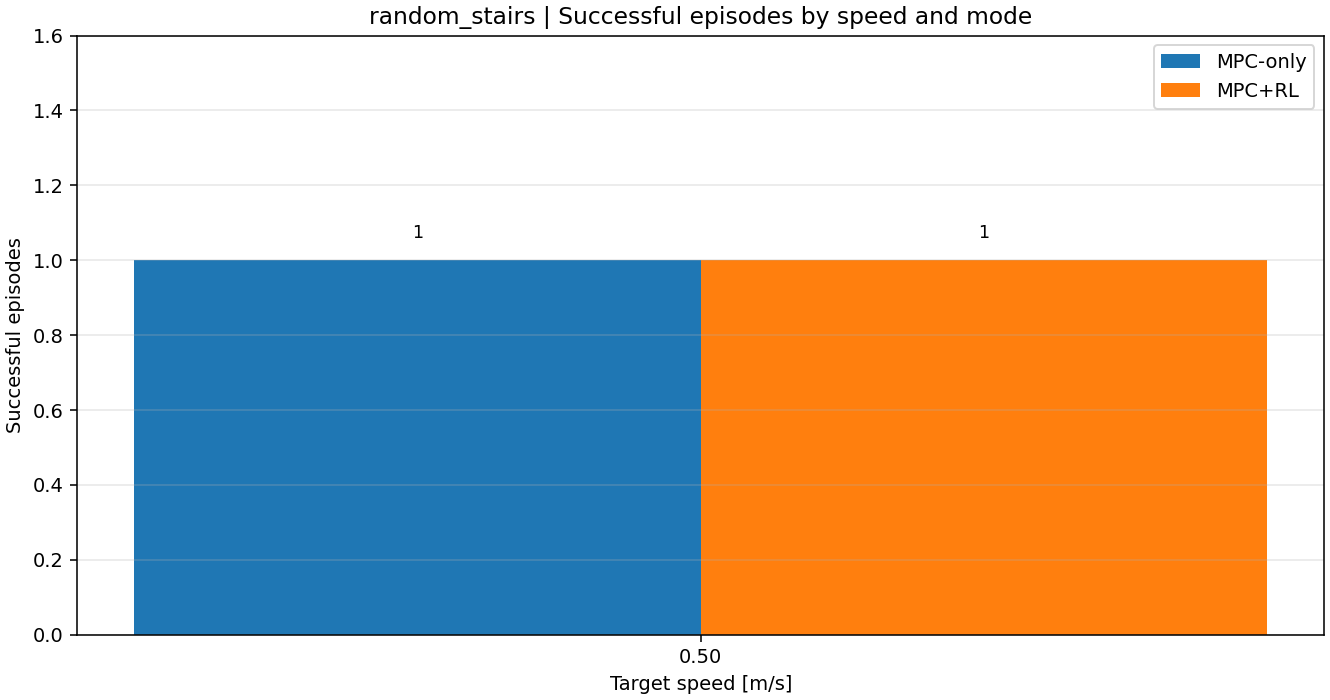 random_stairs | Successful episodes by speed and mode
MPC-only
MPC+RL
1.6
1.4
1.2
1.0
0.8
0.6
0.4
0.2
0.0
Successful episodes
1
1
0.50
Target speed [m/s]